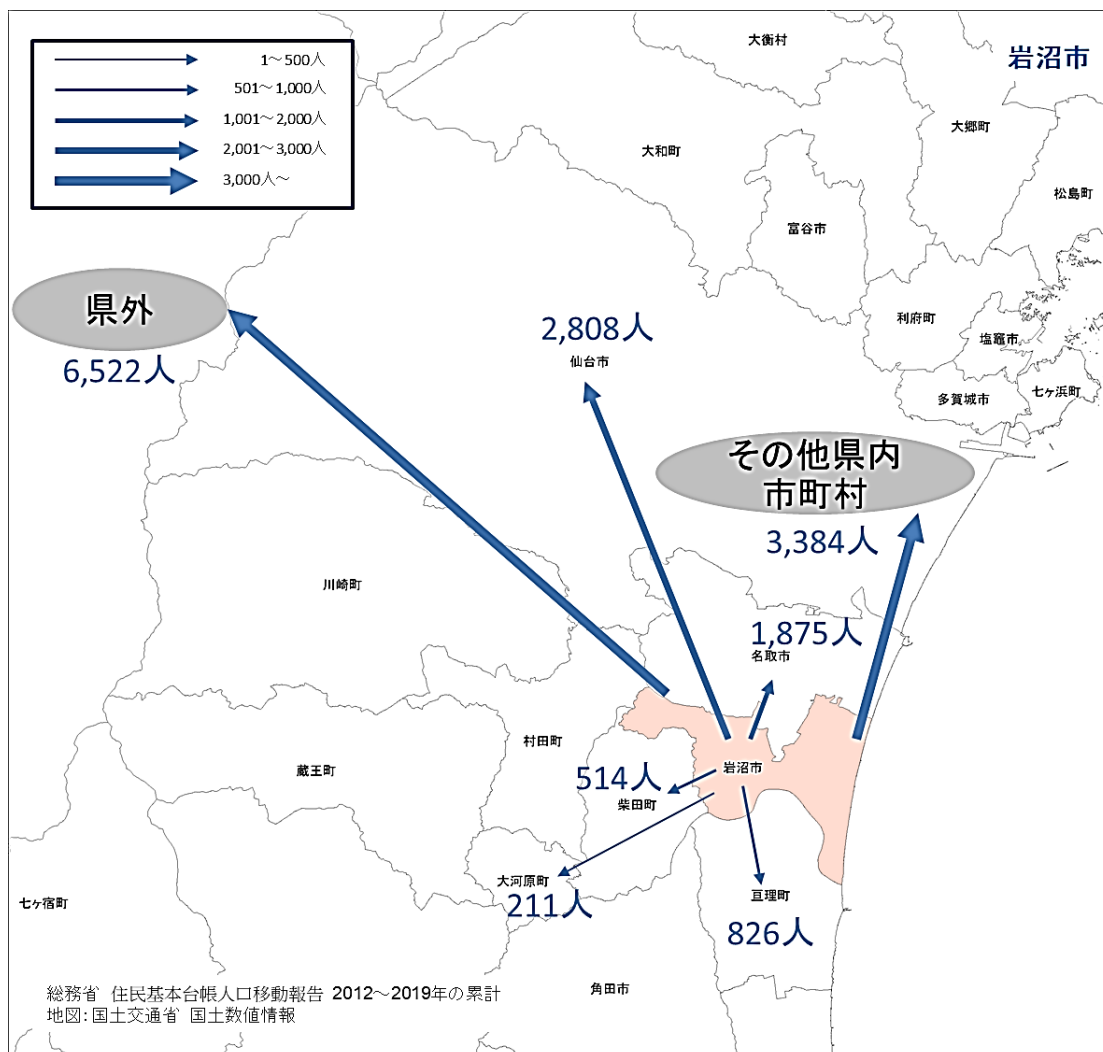 岩沼市
1～500人
501～1,000人
1,001～2,000人
2,001～3,000人
3,000人～
大衡村
大郷町
大和町
松島町
富谷市
利府町
塩竈市
七ヶ浜町
多賀城市
県外
6,522人
2,808人
仙台市
その他県内
市町村
3,384人
川崎町
1,875人
名取市
村田町
岩沼市
蔵王町
514人
柴田町
大河原町
211人
七ヶ宿町
亘理町
826人
角田市
総務省 住民基本台帳人口移動報告 2012～2019年の累計
地図：国土交通省 国土数値情報